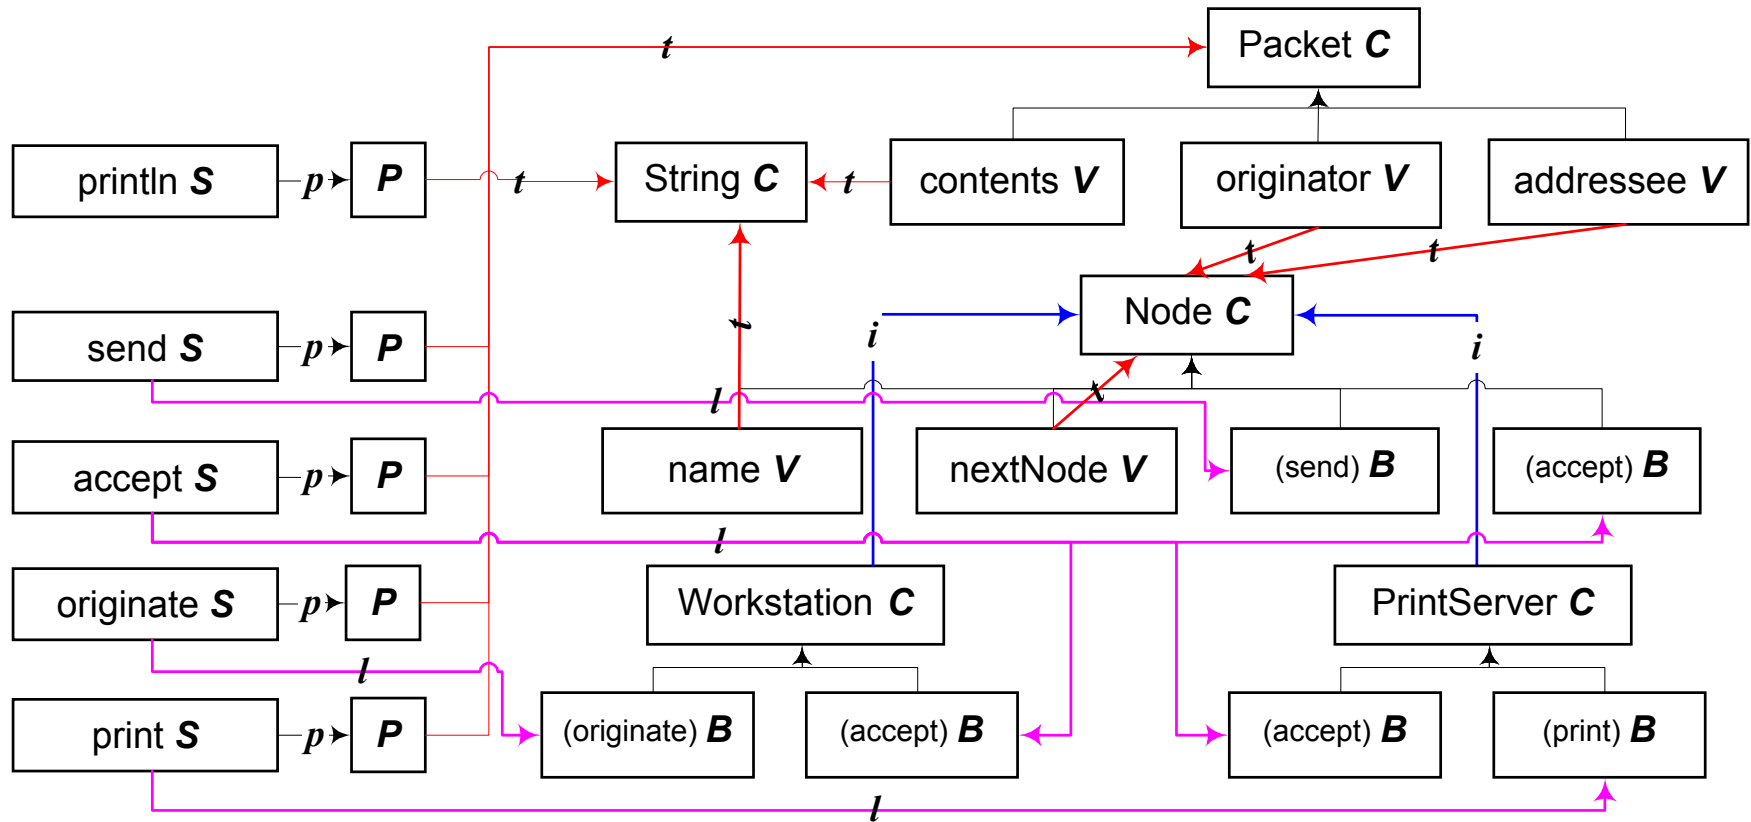 t
Packet C
println S
p
P
t
String C
t
contents V
originator V
addressee V
t
t
send S
p
P
t
i
Node C
i
l
t
accept S
p
P
name V
nextNode V
(send) B
(accept) B
l
originate S
p
P
Workstation C
PrintServer C
l
print S
p
P
(originate) B
(accept) B
(accept) B
(print) B
l